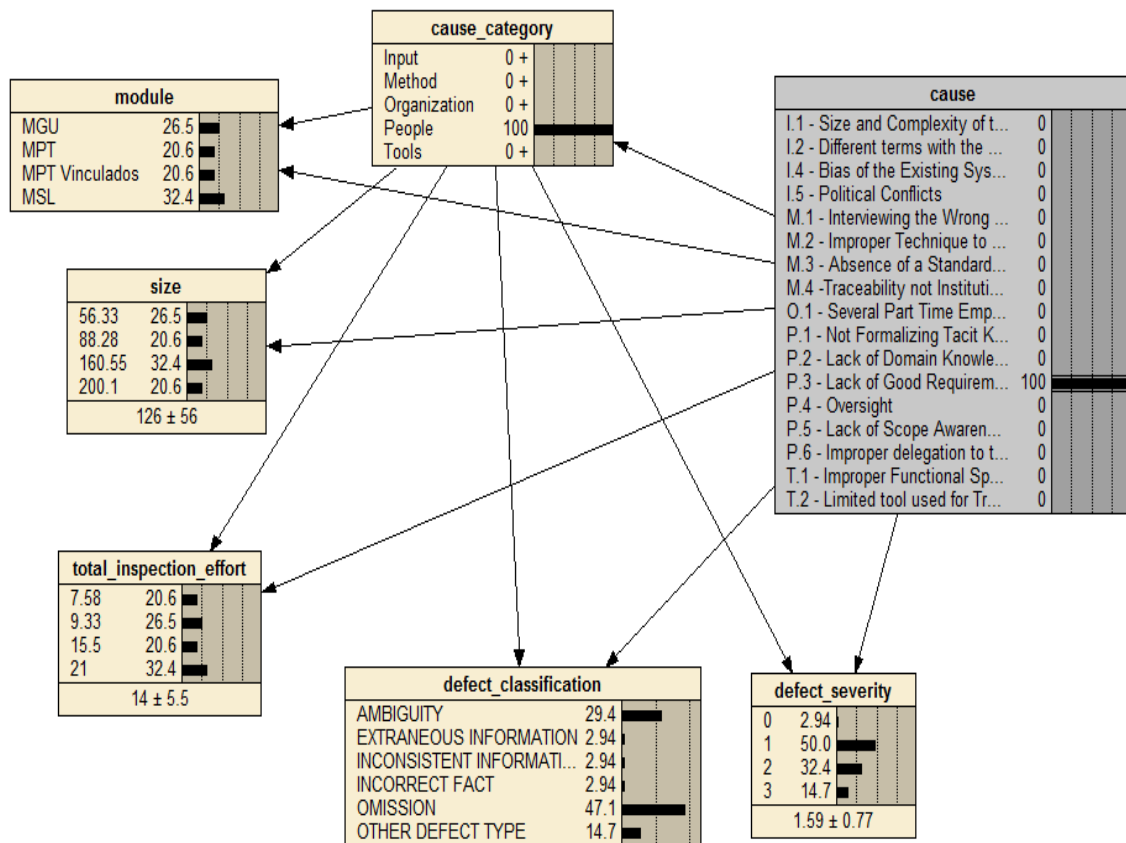 cause_category
Input 0 +
Method 0 +
Organization 0 +
People 100
Tools 0 +
module
MGU 26.5
MPT 20.6
MPT Vinculados 20.6
MSL 32.4
cause
I.1 - Size and Complexity of t... 0
I.2 - Different terms with the ... 0
I.4 - Bias of the Existing Sys... 0
I.5 - Political Conflicts 0
M.1 - Interviewing the Wrong ... 0
M.2 - Improper Technique to ... 0
M.3 - Absence of a Standard... 0
M.4 -Traceability not Instituti... 0
O.1 - Several Part Time Emp... 0
P.1 - Not Formalizing Tacit K... 0
P.2 - Lack of Domain Knowle... 0
P.3 - Lack of Good Requirem... 100
P.4 - Oversight 0
P.5 - Lack of Scope Awaren... 0
P.6 - Improper delegation to t... 0
T.1 - Improper Functional Sp... 0
T.2 - Limited tool used for Tr... 0
size
56.33 26.5
88.28 20.6
160.55 32.4
200.1 20.6
126 ± 56
total_inspection_effort
7.58 20.6
9.33 26.5
15.5 20.6
21 32.4
14 ± 5.5
defect_classification
AMBIGUITY 29.4
EXTRANEOUS INFORMATION 2.94
INCONSISTENT INFORMATI... 2.94
INCORRECT FACT 2.94
OMISSION 47.1
OTHER DEFECT TYPE 14.7
defect_severity
0 2.94
1 50.0
2 32.4
3 14.7
1.59 ± 0.77